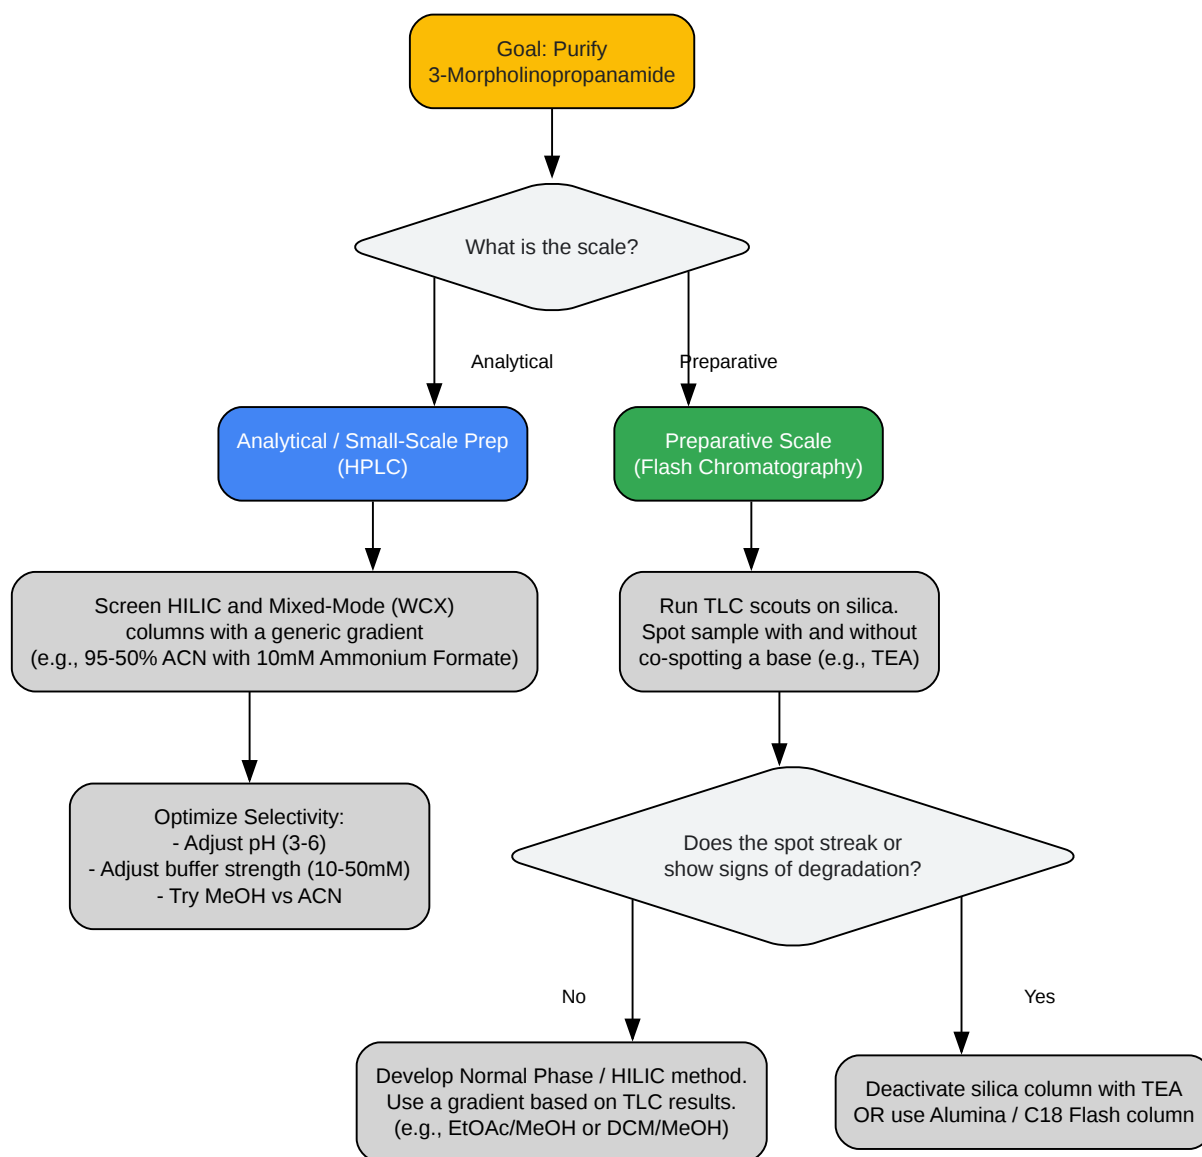 Goal: Purify
3-Morpholinopropanamide
What is the scale?
Analytical
Preparative
Analytical / Small-Scale Prep
(HPLC)
Preparative Scale
(Flash Chromatography)
Screen HILIC and Mixed-Mode (WCX)
columns with a generic gradient
(e.g., 95-50% ACN with 10mM Ammonium Formate)
Run TLC scouts on silica.
Spot sample with and without
co-spotting a base (e.g., TEA)
Optimize Selectivity:
- Adjust pH (3-6)
- Adjust buffer strength (10-50mM)
- Try MeOH vs ACN
Does the spot streak or
show signs of degradation?
No
Yes
Develop Normal Phase / HILIC method.
Use a gradient based on TLC results.
(e.g., EtOAc/MeOH or DCM/MeOH)
Deactivate silica column with TEA
OR use Alumina / C18 Flash column